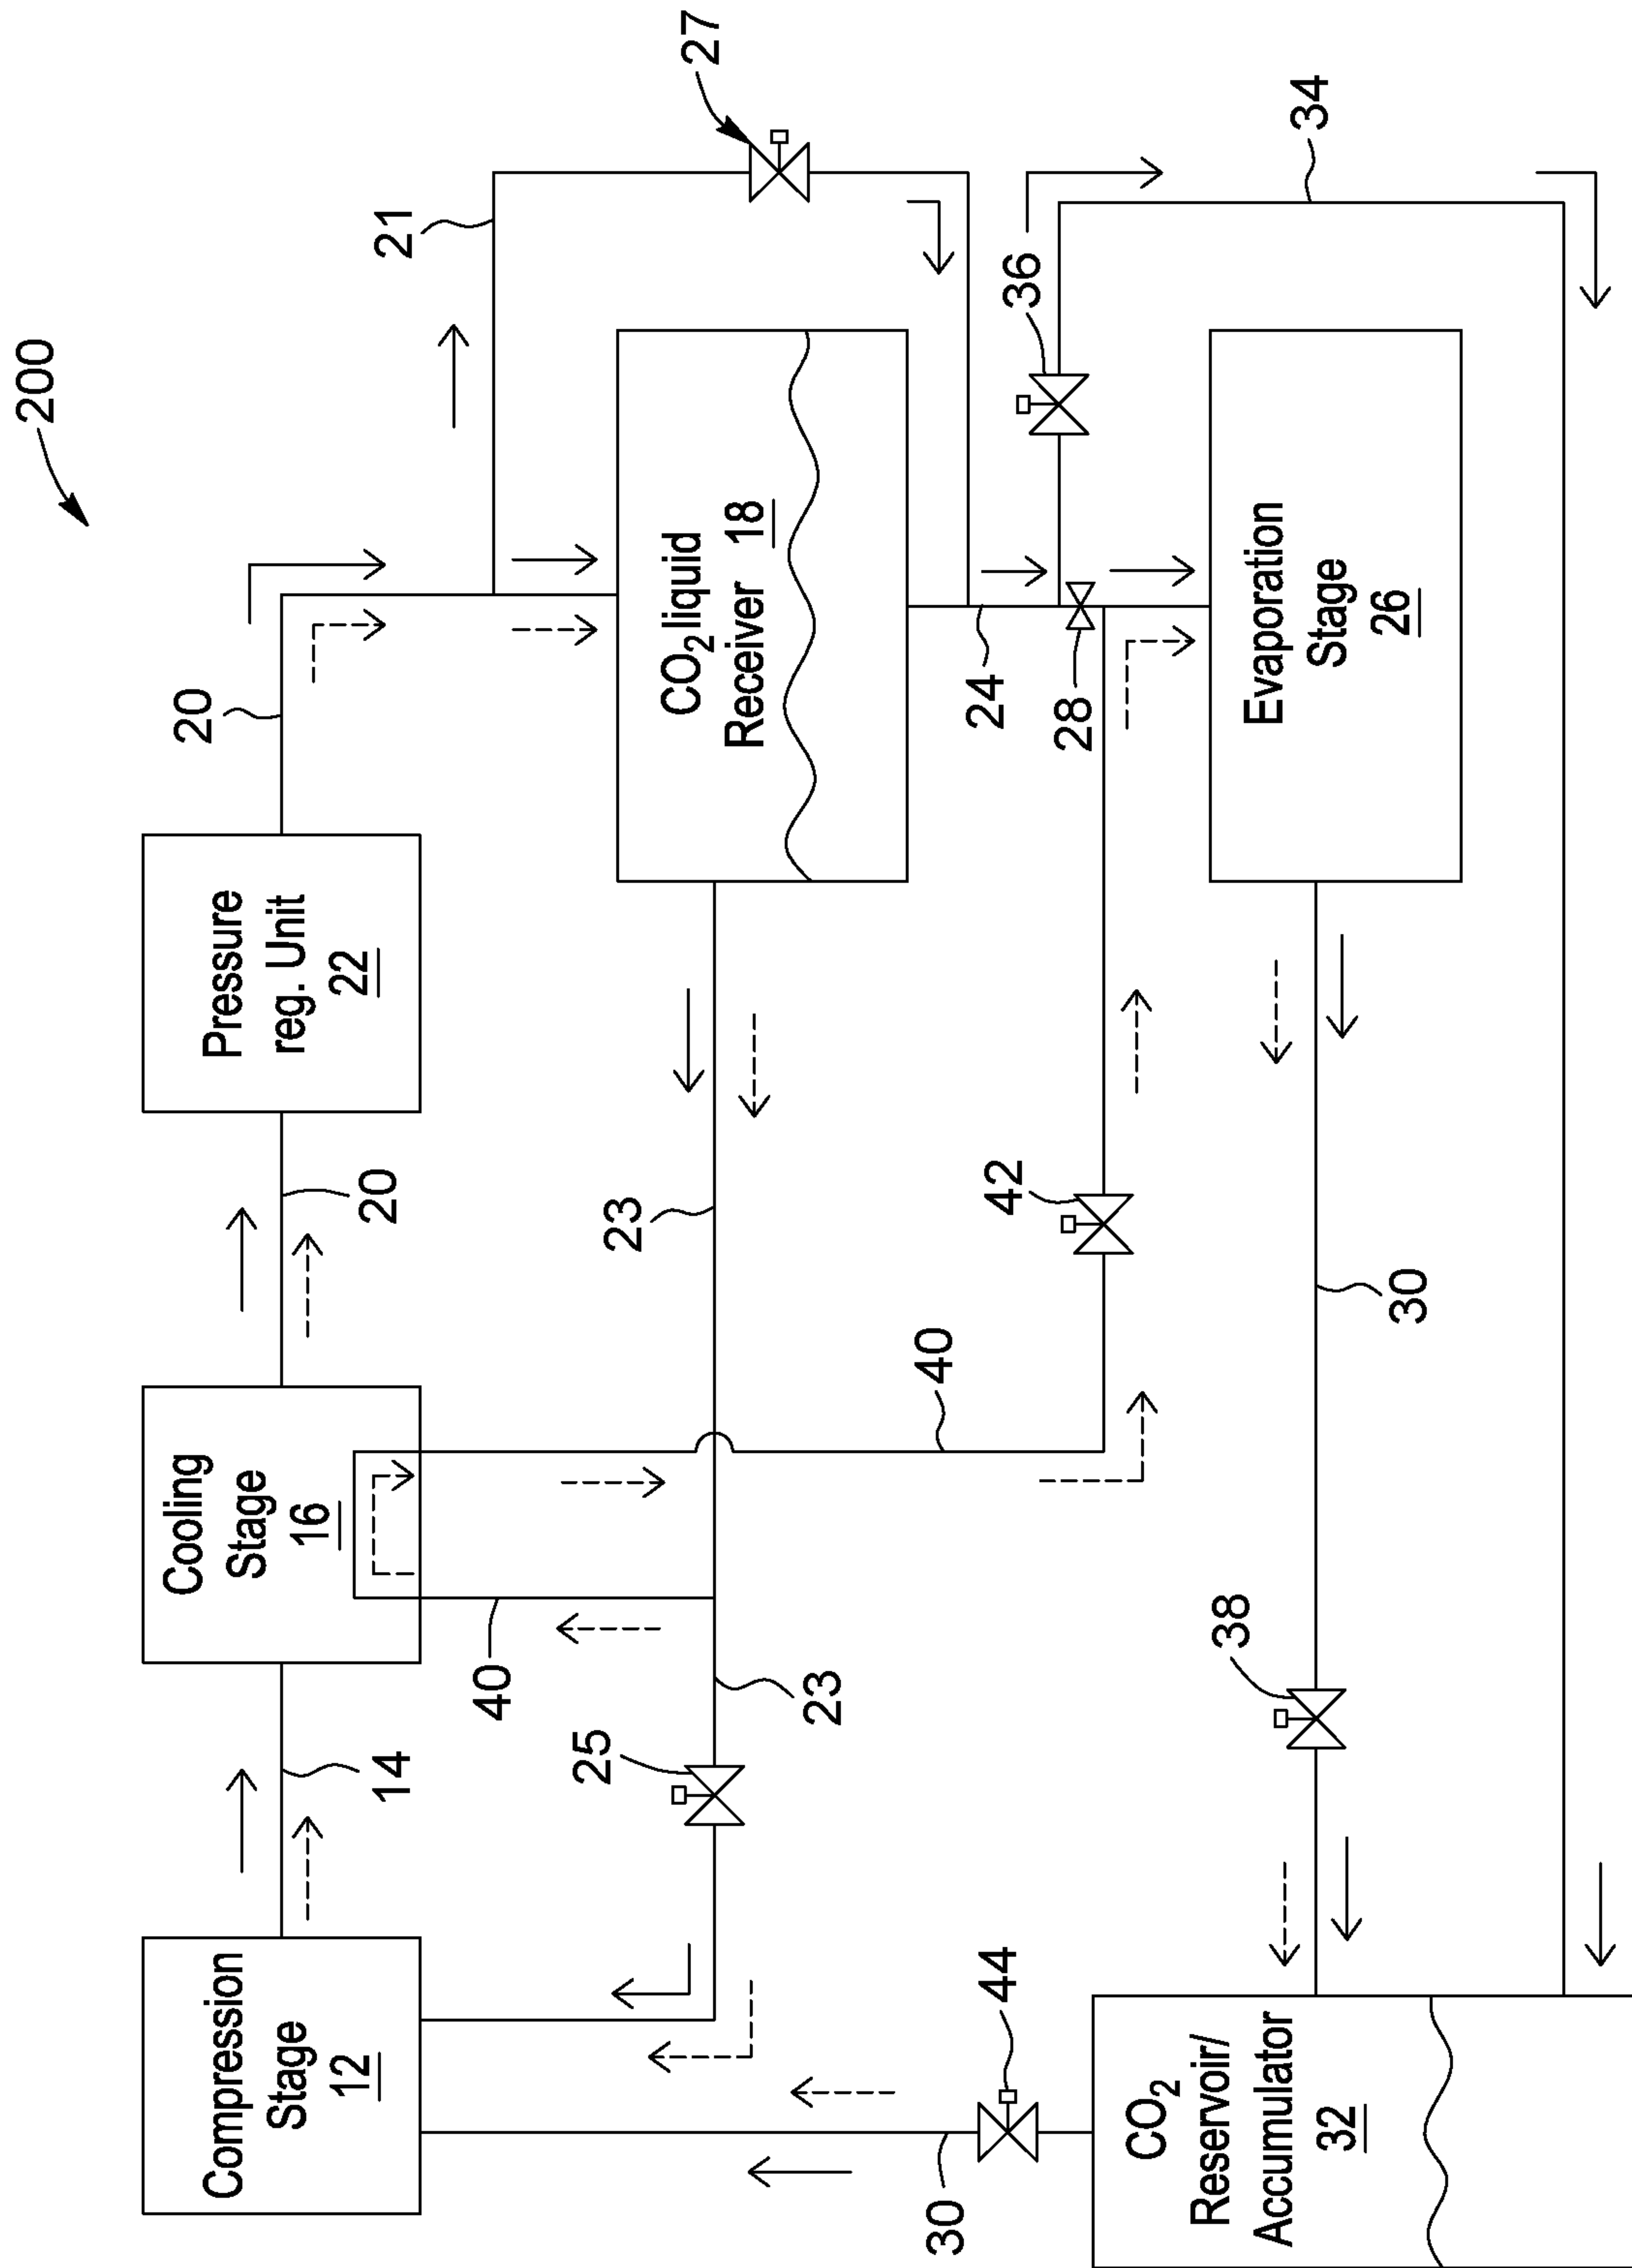 200
Compression
Stage
12
14
Cooling
Stage
16
20
Pressure
reg. Unit
22
20
21
27
40
25
23
23
CO2 liquid
Receiver 18
40
42
24
28
36
30
44
38
30
34
CO2
Reservoir/
Accumulator
32
Evaporation
Stage
26